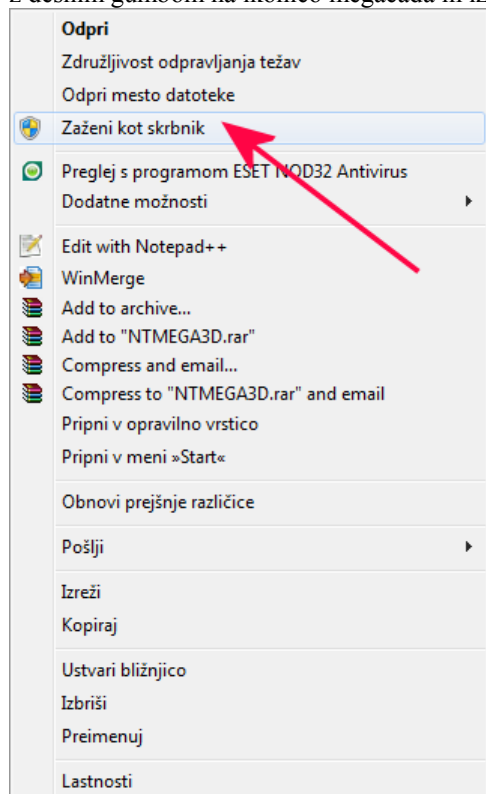 Odpri
Združljivost odpravljanja težav
Odpri mesto datoteke
Zaženi kot skrbnik
Preglej s programom ESET NOD32 Antivirus
Dodatne možnosti
Edit with Notepad++
WinMerge
Add to archive...
Add to "NTMEGA3D.rar"
Compress and email...
Compress to "NTMEGA3D.rar" and email
Pripni v opravilno vrstico
Pripni v meni »Start«
Obnovi prejšnje različice
Pošlji
Izreži
Kopiraj
Ustvari bližnjico
Izbriši
Preimenuj
Lastnosti